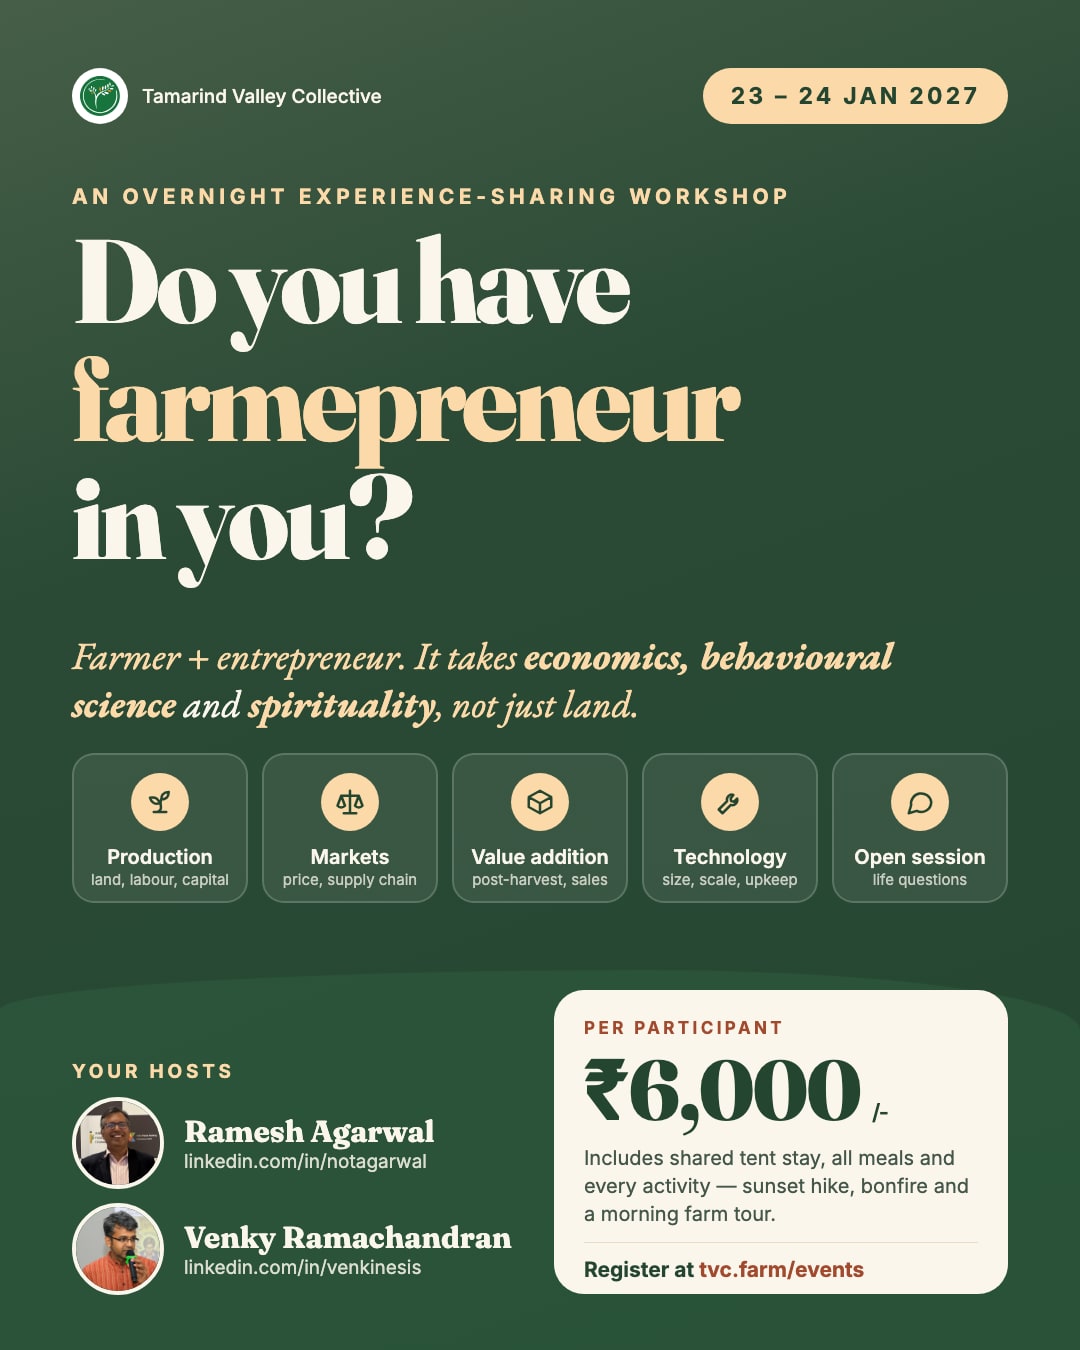 Tamarind Valley Collective
23 – 24 JAN 2027
AN OVERNIGHT EXPERIENCE-SHARING WORKSHOP
Do you have
farmepreneur
in you?
Farmer + entrepreneur. It takes economics, behavioural
science and spirituality, not just land.
Production
land, labour, capital
Markets
price, supply chain
Value addition
post-harvest, sales
Technology
size, scale, upkeep
Open session
life questions
YOUR HOSTS
Ramesh Agarwal
linkedin.com/in/notagarwal
Venky Ramachandran
linkedin.com/in/venkinesis
PER PARTICIPANT
₹6,000 /-
Includes shared tent stay, all meals and
every activity — sunset hike, bonfire and
a morning farm tour.
Register at tvc.farm/events